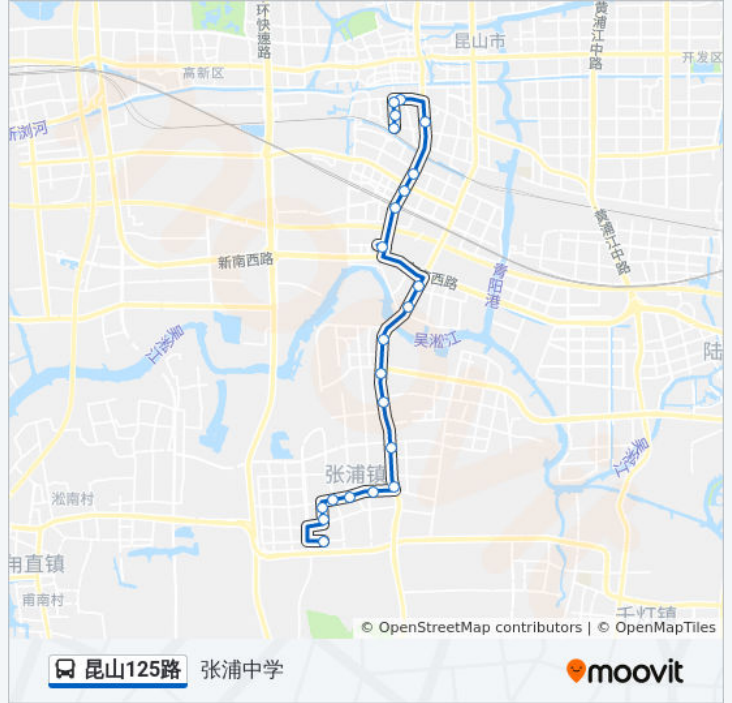 环快速路
黄浦江中路
昆山市
高新区
开发区
新浏河
黄浦江中路
新南西路
西路
青阳港
吴淞江
吴淞江
陆
吴淞江
张浦镇
淞南村
甪直镇
甫南村
千灯镇
© OpenStreetMap contributors | © OpenMapTiles
昆山125路 张浦中学
moovit